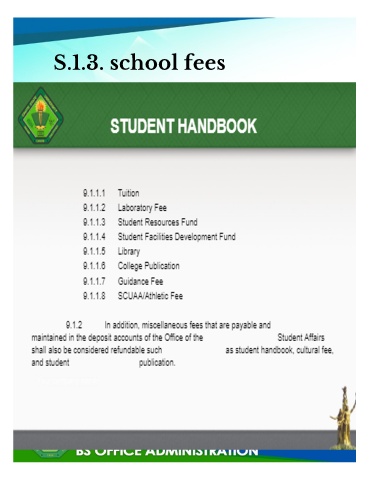 S.1.3. school fees
STUDENT HANDBOOK
9.1.1.1 Tuition
9.1.1.2 Laboratory Fee
9.1.1.3 Student Resources Fund
9.1.1.4 Student Facilities Development Fund
9.1.1.5 Library
9.1.1.6 College Publication
9.1.1.7 Guidance Fee
9.1.1.8 SCUAA/Athletic Fee
9.1.2 In addition, miscellaneous fees that are payable and
maintained in the deposit accounts of the Office of the Student Affairs
shall also be considered refundable such as student handbook, cultural fee,
and student publication.
BS OFFICE ADMINISTRATION